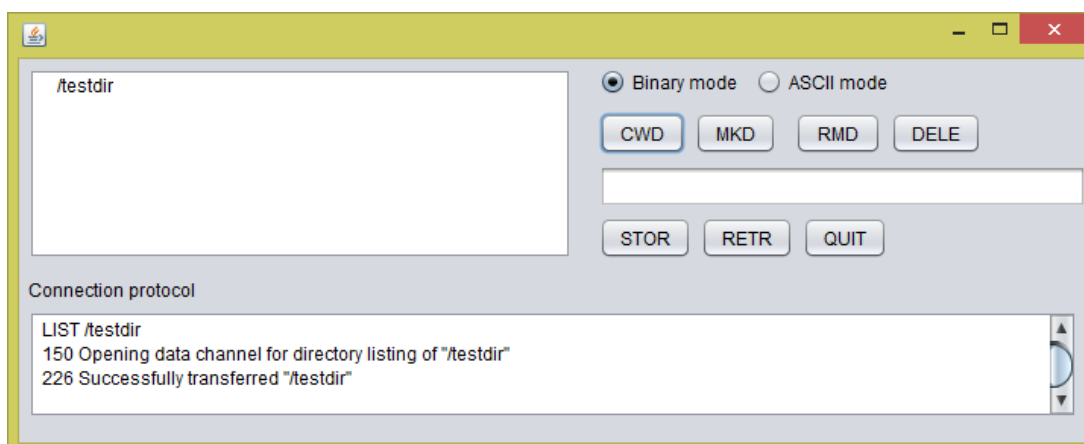 /testdir
Binary mode ASCII mode
CWD MKD RMD DELE
STOR RETR QUIT
Connection protocol
LIST /testdir
150 Opening data channel for directory listing of "/testdir"
226 Successfully transferred "/testdir"